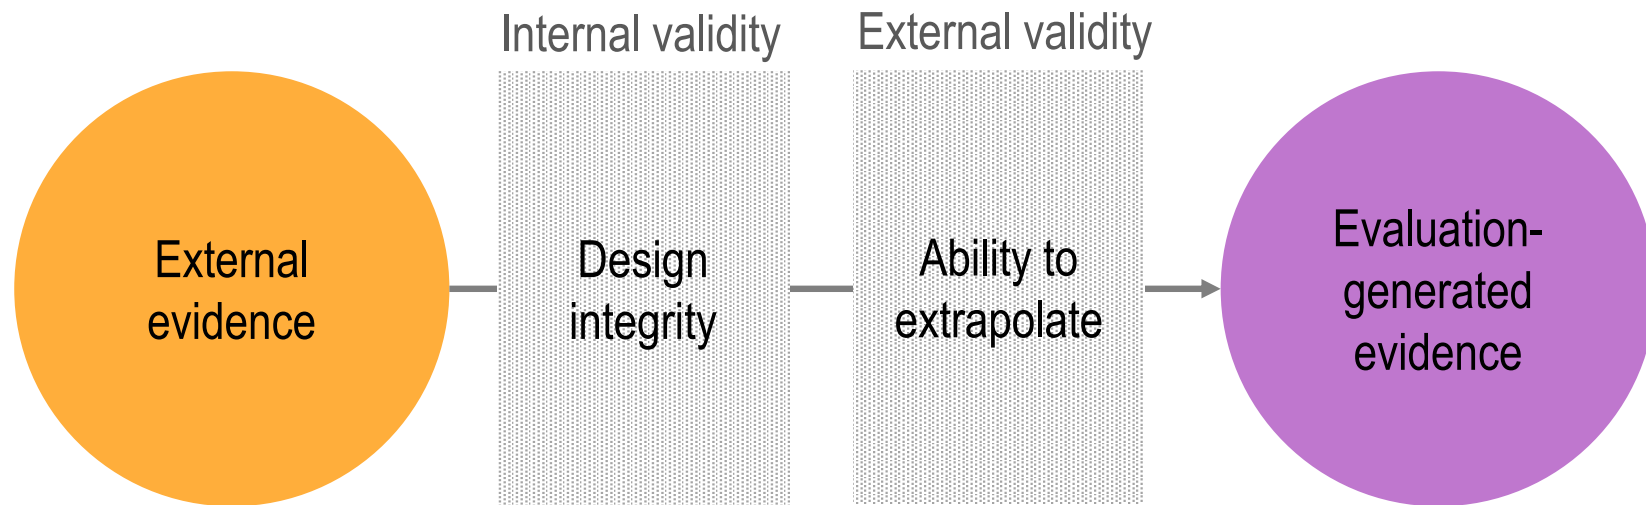 Internal validity
External validity
External
evidence
Design
integrity
Ability to
extrapolate
Evaluation-
generated
evidence